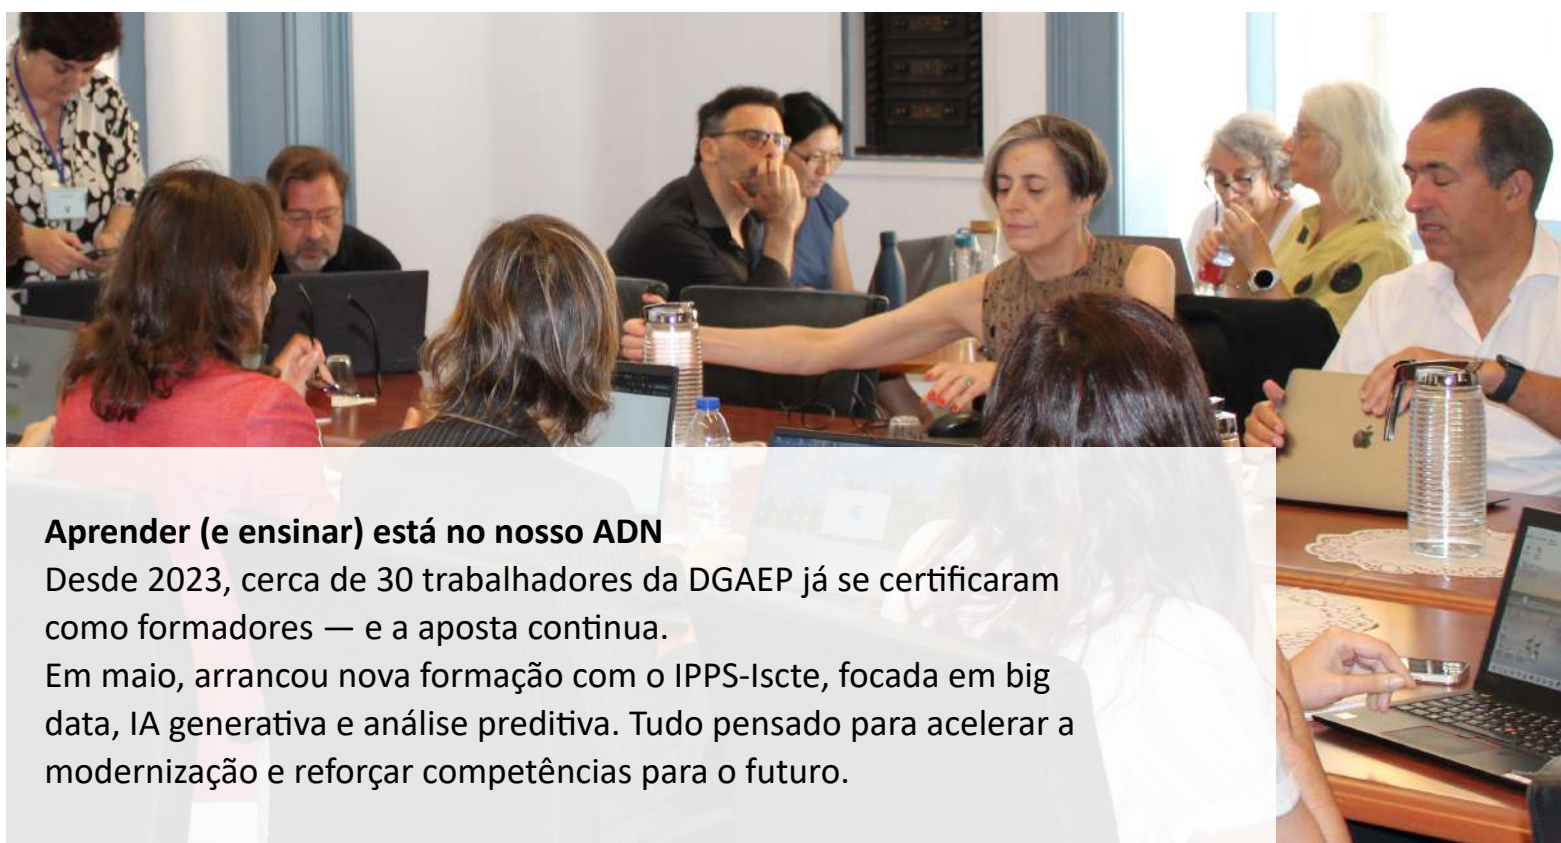 Aprender (e ensinar) está no nosso ADN
Desde 2023, cerca de 30 trabalhadores da DGAEP já se certificaram
como formadores — e a aposta continua.
Em maio, arrancou nova formação com o IPPS-Iscte, focada em big
data, IA generativa e análise preditiva. Tudo pensado para acelerar a
modernização e reforçar competências para o futuro.